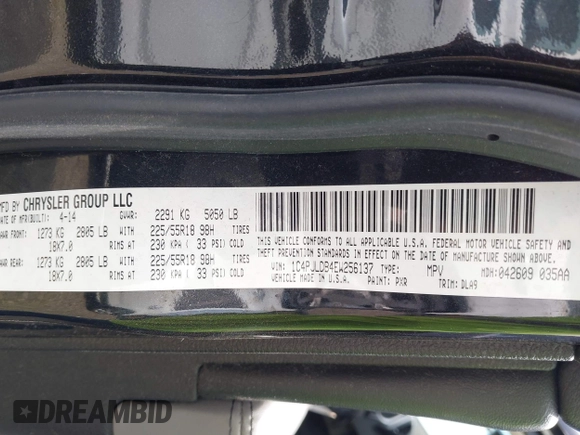 MFD BY CHRYSLER GROUP LLC
DATE OF MFR(BUILT): 4-14 GVWR: 2291 KG 5050 LB
GAWR FRONT: 1273 KG 2805 LB 225/55R18 98H TIRES
18X7.0 RIMS AT 230 KPA ( 33 PSI COLD)
GAWR REAR: 1273 KG 2805 LB 225/55R18 98H TIRES
18X7.0 RIMS AT 230 KPA ( 33 PSI COLD)
THIS VEHICLE CONFORMS TO ALL APPLICABLE U.S.A. FEDERAL MOTOR VEHICLE SAFETY AND
THEFT PREVENTION STANDARDS IN EFFECT ON THE DATE OF MANUFACTURE SHOWN ABOVE.
VIN: 1C4PJLDB4EW256137 TYPE: MPV MDH: 042609 035AA
VEHICLE MADE IN U.S.A. PAINT: PXR TRIM: DLA9
DREAMBID